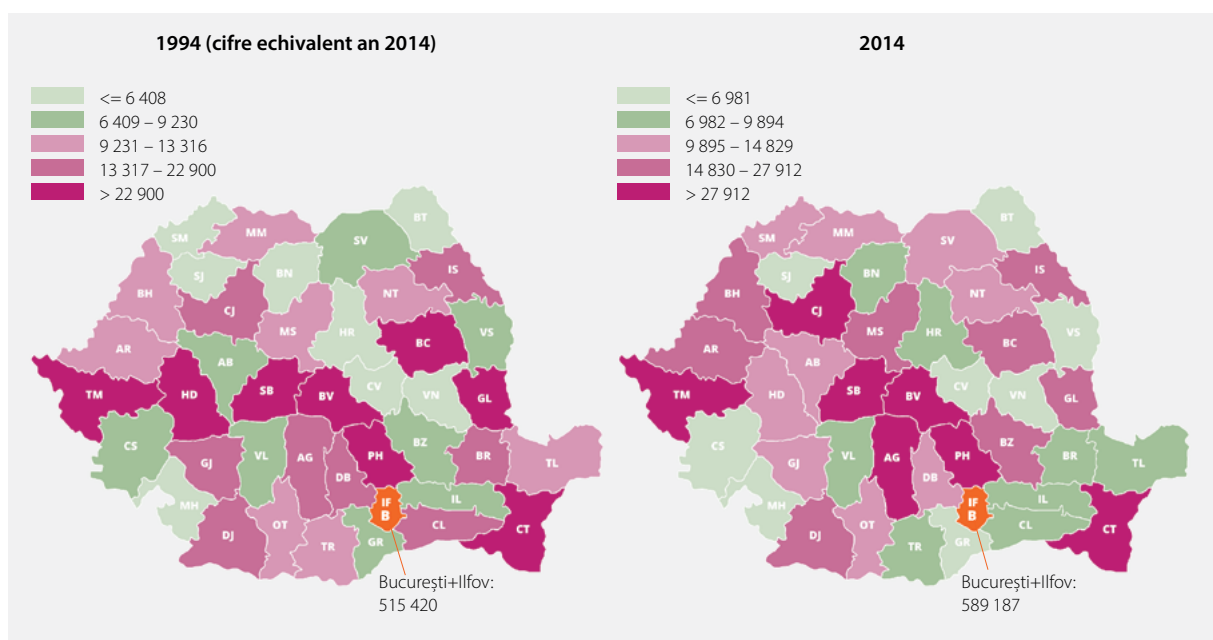 1994 (cifre echivalent an 2014)
<= 6 408
6 409 – 9 230
9 231 – 13 316
13 317 – 22 900
> 22 900
BT
SM
MM
SV
SJ
BN
IS
BH
CJ
NT
MS
HR
VS
AR
BC
AB
TM
HD
SB
BV
CV
VN
GL
CS
BZ
GJ
VL
AG
PH
BR
TL
DB
MH
IF
B
IL
DJ
OT
CL
CT
TR
GR
București+Ilfov:
515 420
2014
<= 6 981
6 982 – 9 894
9 895 – 14 829
14 830 – 27 912
> 27 912
BT
SM
MM
SV
SJ
BN
IS
BH
CJ
NT
MS
HR
VS
AR
BC
AB
TM
HD
SB
BV
CV
VN
GL
CS
BZ
GJ
VL
AG
PH
BR
TL
DB
MH
IF
B
IL
DJ
OT
CL
CT
TR
GR
București+Ilfov:
589 187